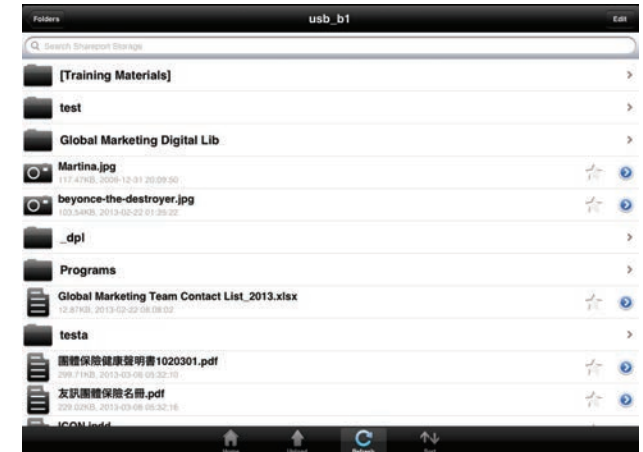 Folders
usb_b1
Edit
Search Shareport Storage
[Training Materials]
test
Global Marketing Digital Lib
Martina.jpg
117.47KB, 2006-12-31 20:09:50
beyonce-the-destroyer.jpg
103.54KB, 2013-02-22 01:35:22
_dpl
Programs
Global Marketing Team Contact List_2013.xlsx
12.87KB, 2013-02-22 08:08:02
testa
團體保險健康聲明書1020301.pdf
299.71KB, 2013-03-06 05:32:10
友訊團體保險名冊.pdf
229.02KB, 2013-03-06 05:32:16
ICON.indd
Home
Upload
Refresh
Sort